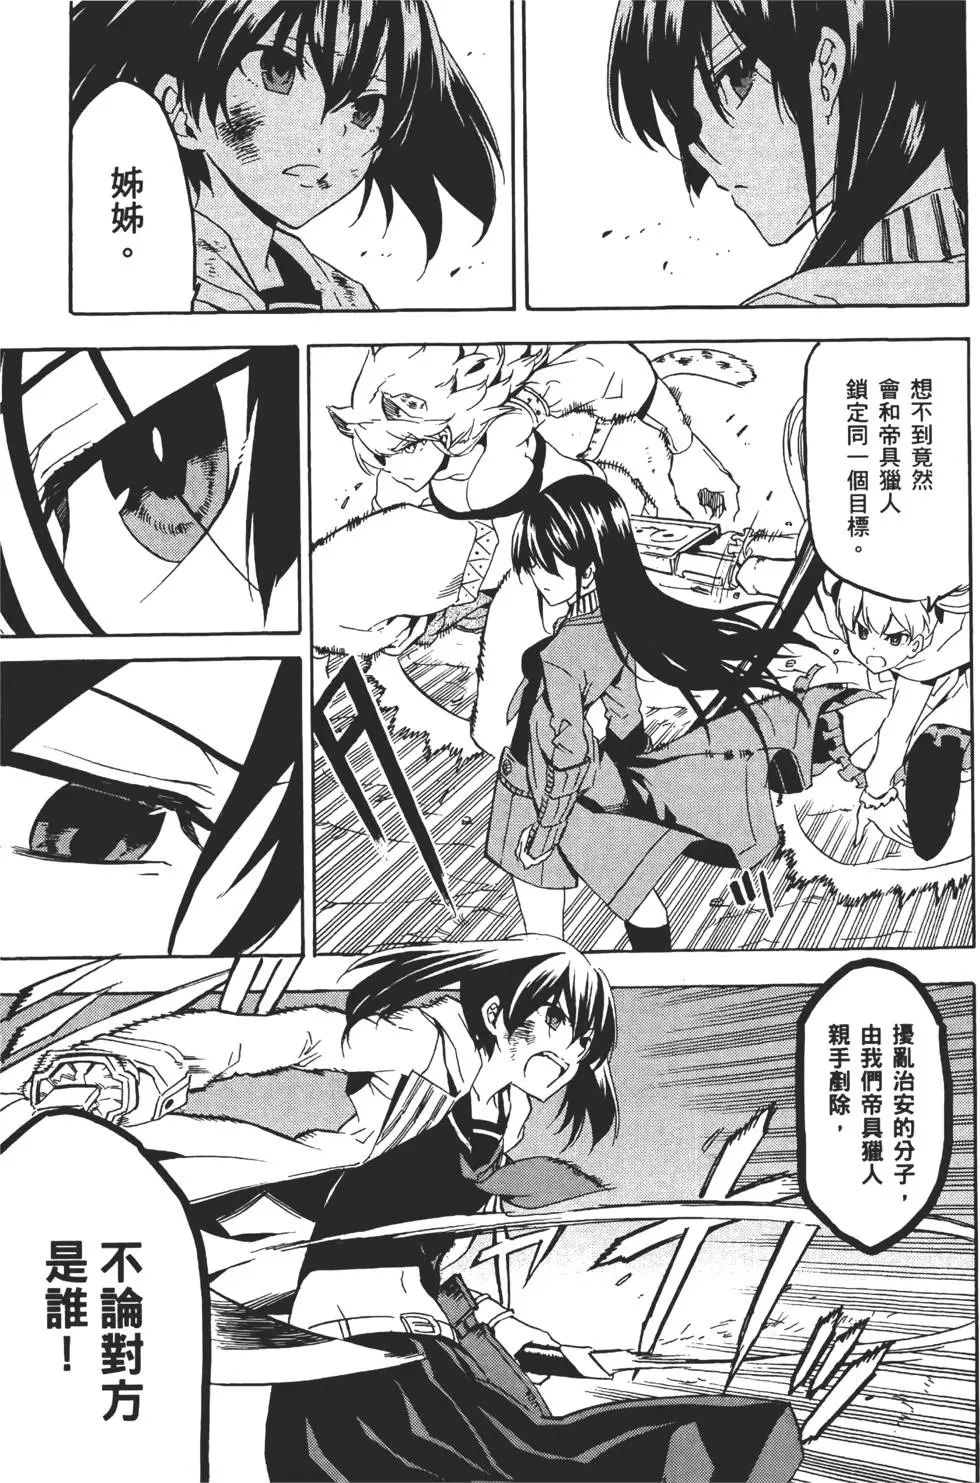 姊姊。
想不到竟然
會和帝具獵人
鎖定同一個目標。
擾亂治安的分子，
由我們帝具獵人
親手剷除，
不論對方
是誰！